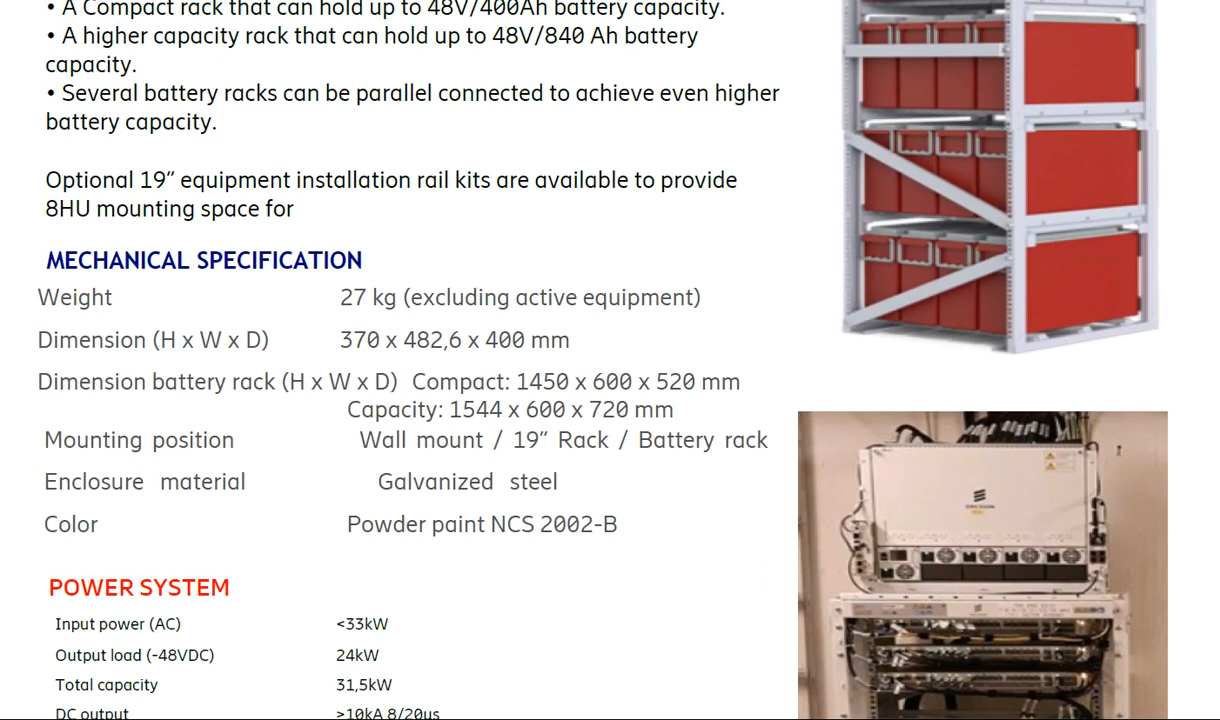 • A Compact rack that can hold up to 48V/400Ah battery capacity.
• A higher capacity rack that can hold up to 48V/840 Ah battery
capacity.
• Several battery racks can be parallel connected to achieve even higher
battery capacity.
Optional 19” equipment installation rail kits are available to provide
8HU mounting space for
MECHANICAL SPECIFICATION
Weight 27 kg (excluding active equipment)
Dimension (H x W x D) 370 x 482,6 x 400 mm
Dimension battery rack (H x W x D) Compact: 1450 x 600 x 520 mm
Capacity: 1544 x 600 x 720 mm
Mounting position Wall mount / 19” Rack / Battery rack
Enclosure material Galvanized steel
Color Powder paint NCS 2002-B
POWER SYSTEM
Input power (AC) <33kW
Output load (-48VDC) 24kW
Total capacity 31,5kW
DC output >10kA 8/20us
ERICSSON